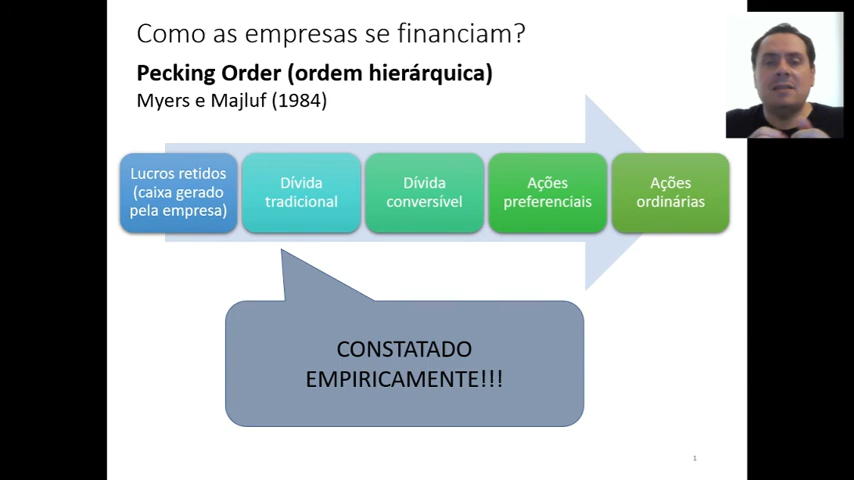 Como as empresas se financiam?
Pecking Order (ordem hierárquica)
Myers e Majluf (1984)
Lucros retidos
(caixa gerado
pela empresa)
Dívida
tradicional
Dívida
conversível
Ações
preferenciais
Ações
ordinárias
CONSTATADO
EMPIRICAMENTE!!!
1